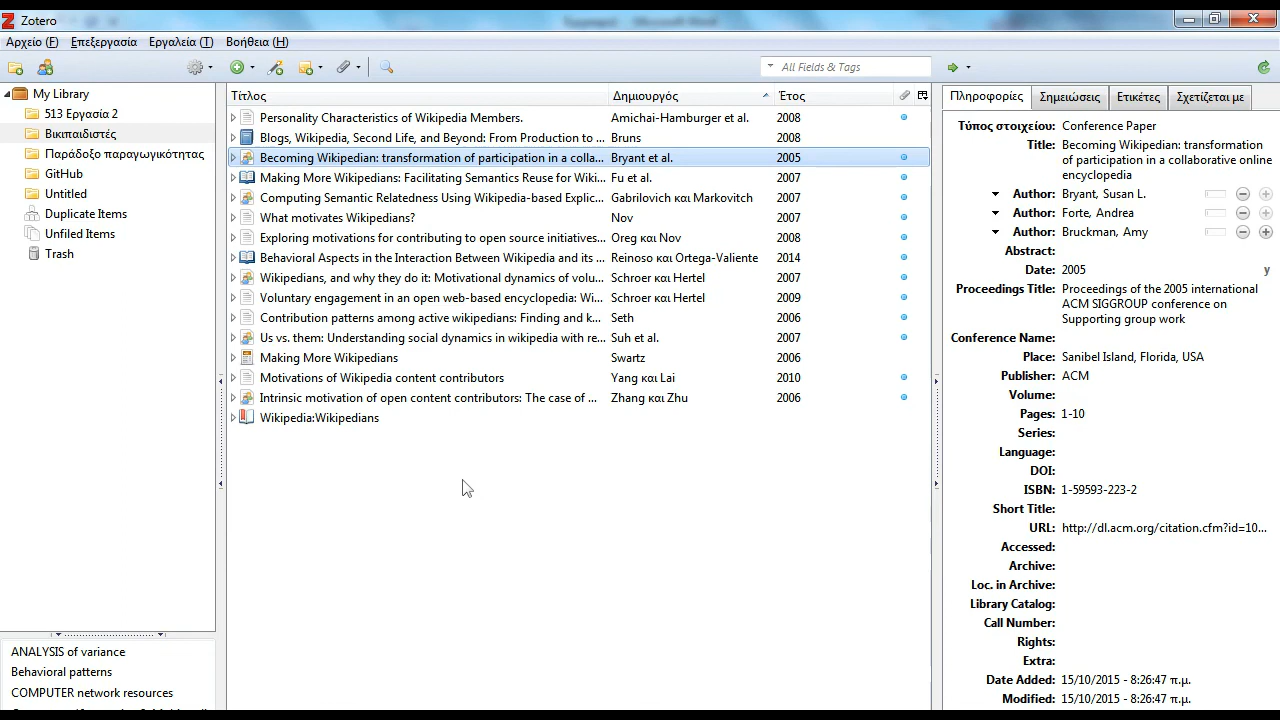 Zotero
Αρχείο (F) Επεξεργασία Εργαλεία (T) Βοήθεια (H)
All Fields & Tags
My Library
513 Εργασία 2
Βικιπαιδιστές
Παράδοξο παραγωγικότητας
GitHub
Untitled
Duplicate Items
Unfiled Items
Trash
ANALYSIS of variance
Behavioral patterns
COMPUTER network resources
Τίτλος Δημιουργός Έτος
Personality Characteristics of Wikipedia Members. Amichai-Hamburger et al. 2008
Blogs, Wikipedia, Second Life, and Beyond: From Production to ... Bruns 2008
Becoming Wikipedian: transformation of participation in a colla... Bryant et al. 2005
Making More Wikipedians: Facilitating Semantics Reuse for Wiki... Fu et al. 2007
Computing Semantic Relatedness Using Wikipedia-based Explic... Gabrilovich και Markovitch 2007
What motivates Wikipedians? Nov 2007
Exploring motivations for contributing to open source initiatives... Oreg και Nov 2008
Behavioral Aspects in the Interaction Between Wikipedia and its ... Reinoso και Ortega-Valiente 2014
Wikipedians, and why they do it: Motivational dynamics of volu... Schroer και Hertel 2007
Voluntary engagement in an open web-based encyclopedia: Wi... Schroer και Hertel 2009
Contribution patterns among active wikipedians: Finding and k... Seth 2006
Us vs. them: Understanding social dynamics in wikipedia with re... Suh et al. 2007
Making More Wikipedians Swartz 2006
Motivations of Wikipedia content contributors Yang και Lai 2010
Intrinsic motivation of open content contributors: The case of ... Zhang και Zhu 2006
Wikipedia:Wikipedians
Πληροφορίες Σημειώσεις Ετικέτες Σχετίζεται με
Τύπος στοιχείου: Conference Paper
Title: Becoming Wikipedian: transformation
of participation in a collaborative online
encyclopedia
Author: Bryant, Susan L.
Author: Forte, Andrea
Author: Bruckman, Amy
Abstract:
Date: 2005 y
Proceedings Title: Proceedings of the 2005 international
ACM SIGGROUP conference on
Supporting group work
Conference Name:
Place: Sanibel Island, Florida, USA
Publisher: ACM
Volume:
Pages: 1-10
Series:
Language:
DOI:
ISBN: 1-59593-223-2
Short Title:
URL: http://dl.acm.org/citation.cfm?id=10...
Accessed:
Archive:
Loc. in Archive:
Library Catalog:
Call Number:
Rights:
Extra:
Date Added: 15/10/2015 - 8:26:47 π.μ.
Modified: 15/10/2015 - 8:26:47 π.μ.